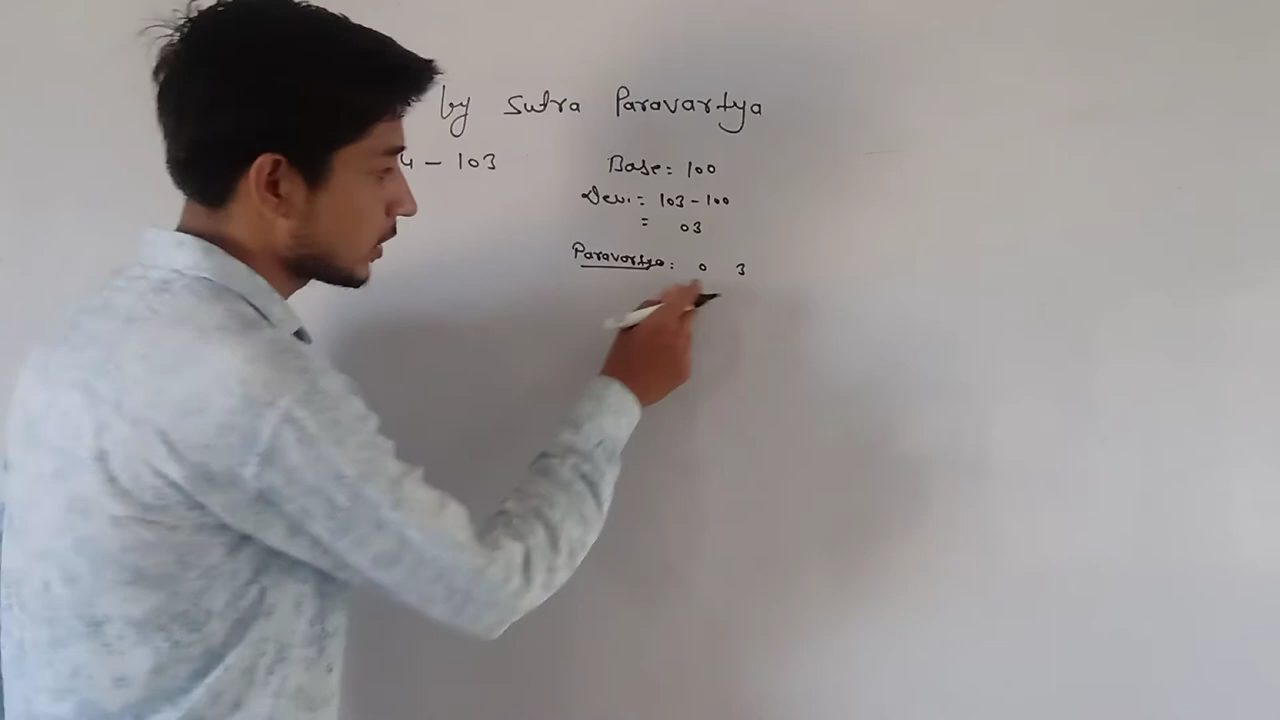 by Sutra Paravartya
4 - 103
Base = 100
Devi. = 103 - 100
= 03
Paravartya : 0 3